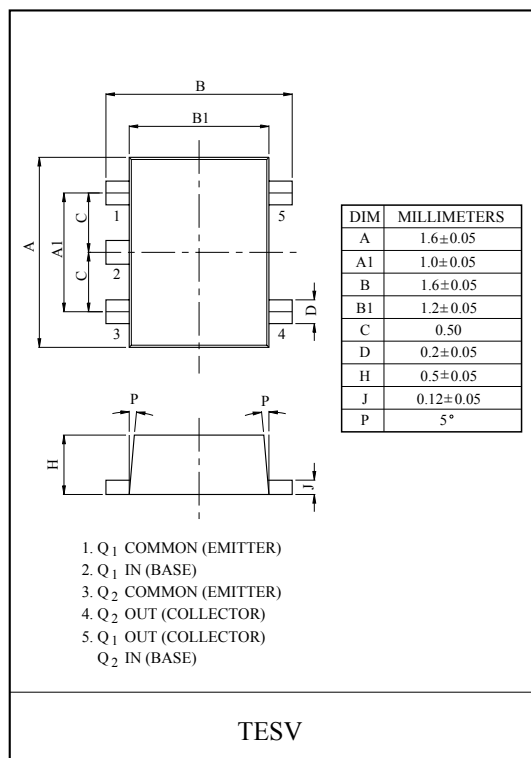 B
B1
C
1
5
A
A1
2
C
D
3
4
P
P
H
J
DIM MILLIMETERS
A 1.6±0.05
A1 1.0±0.05
B 1.6±0.05
B1 1.2±0.05
C 0.50
D 0.2±0.05
H 0.5±0.05
J 0.12±0.05
P 5°
1. Q1 COMMON (EMITTER)
2. Q1 IN (BASE)
3. Q2 COMMON (EMITTER)
4. Q2 OUT (COLLECTOR)
5. Q1 OUT (COLLECTOR)
Q2 IN (BASE)
TESV